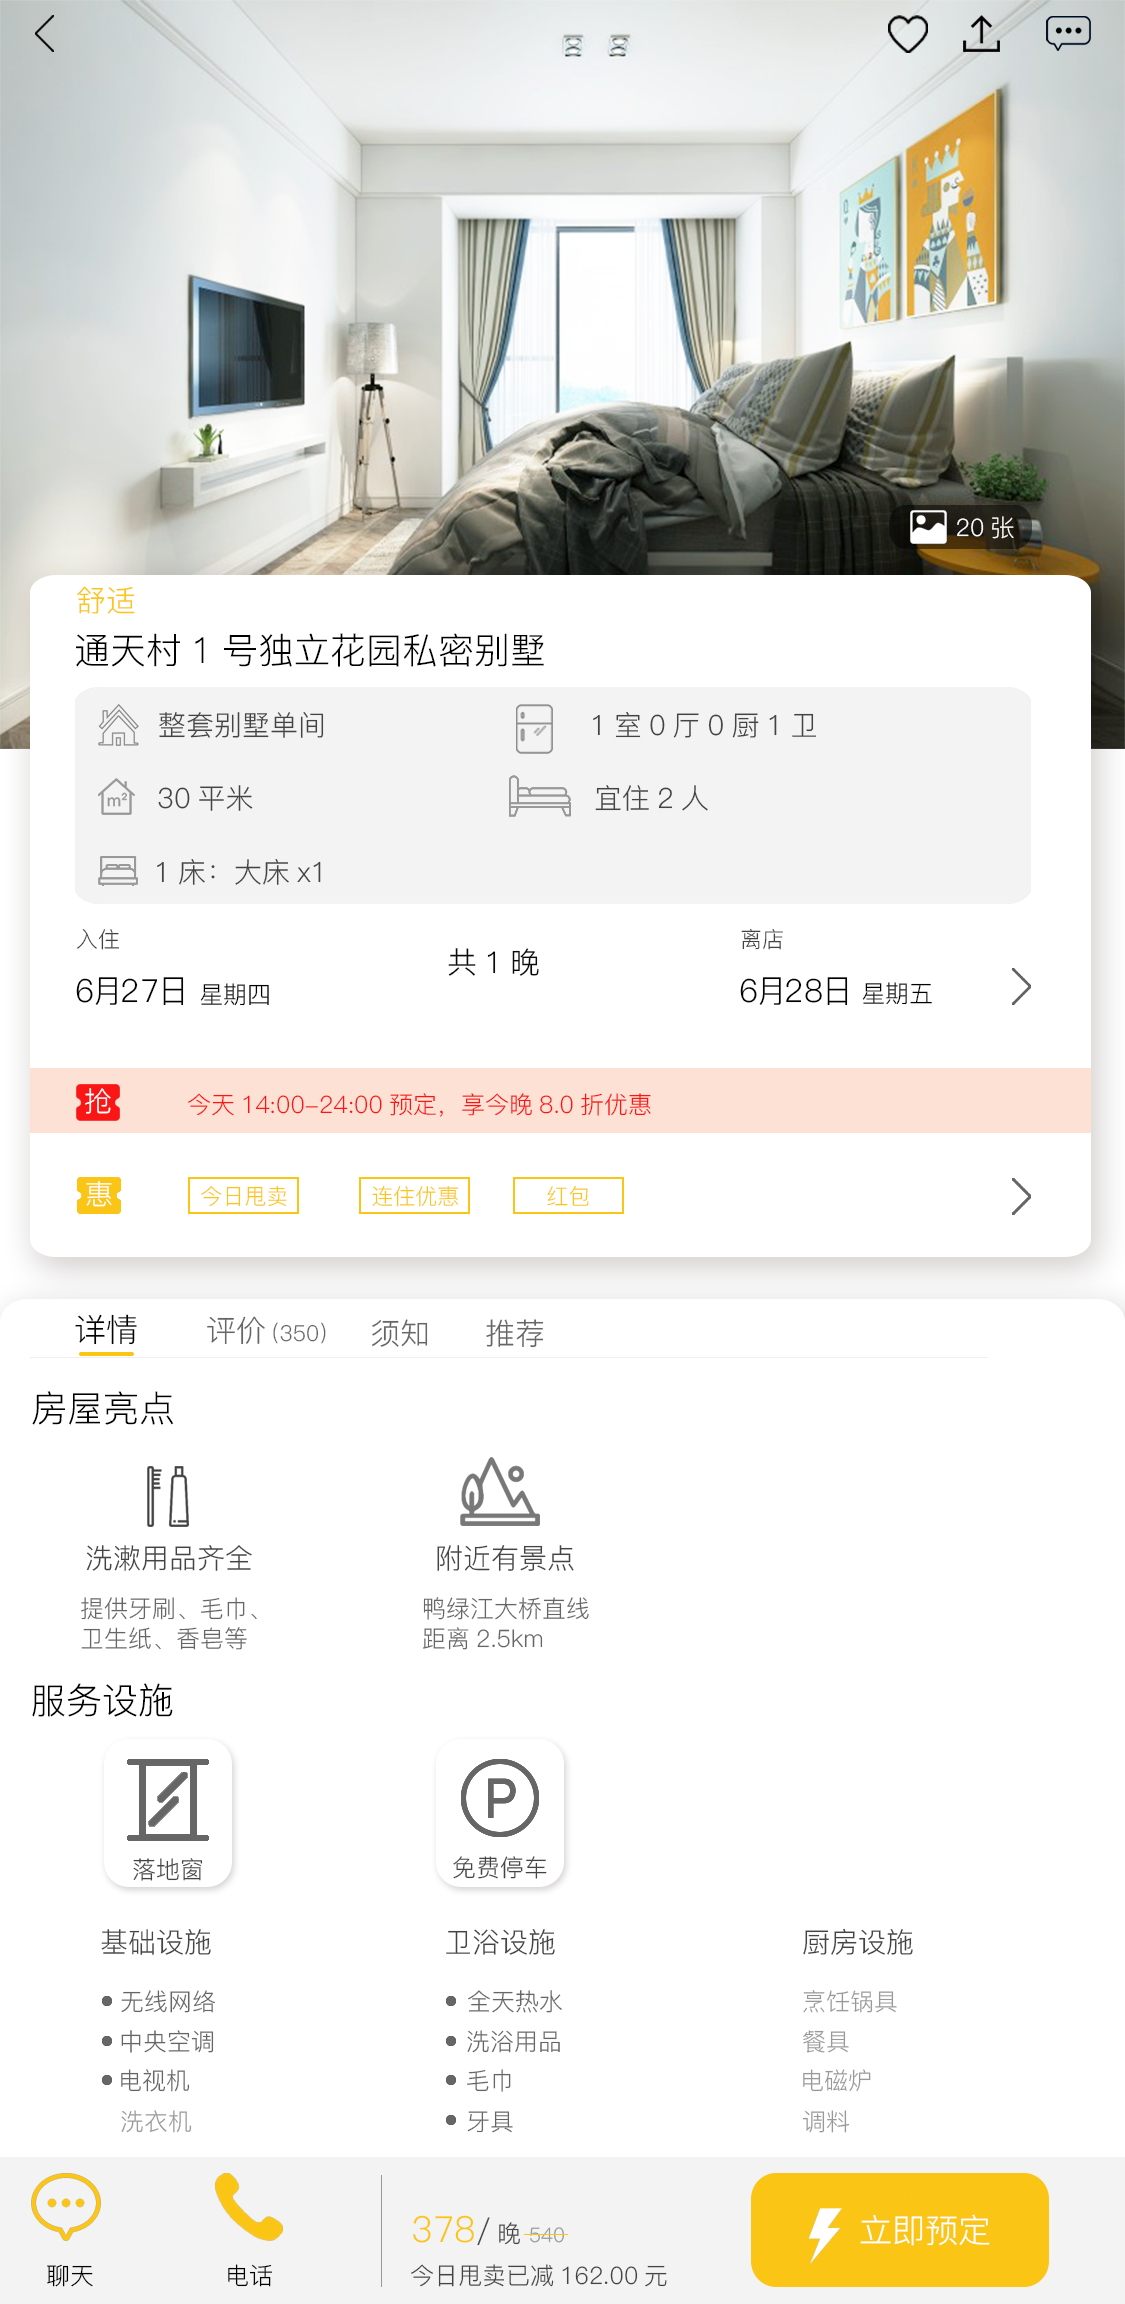 20 张
舒适
通天村 1 号独立花园私密别墅
整套别墅单间
1 室 0 厅 0 厨 1 卫
m²
30 平米
宜住 2 人
1 床：大床 x1
入住
共 1 晚
离店
6月27日 星期四
6月28日 星期五
抢
今天 14:00-24:00 预定，享今晚 8.0 折优惠
惠
今日甩卖
连住优惠
红包
详情
评价 (350)
须知
推荐
房屋亮点
洗漱用品齐全
附近有景点
提供牙刷、毛巾、
卫生纸、香皂等
鸭绿江大桥直线
距离 2.5km
服务设施
P
落地窗
免费停车
基础设施
卫浴设施
厨房设施
无线网络
全天热水
烹饪锅具
中央空调
洗浴用品
餐具
电视机
毛巾
电磁炉
洗衣机
牙具
调料
378/ 晚 540
立即预定
聊天
电话
今日甩卖已减 162.00 元